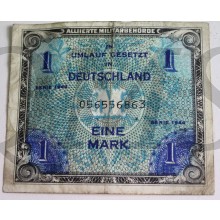 ALLIIERTE MILITÄRBEHÖRDE
IN
UMLAUF GESETZT
IN
1 DEUTSCHLAND 1
SERIE 1944
056556863
SERIE 1944
1 EINE 1
MARK